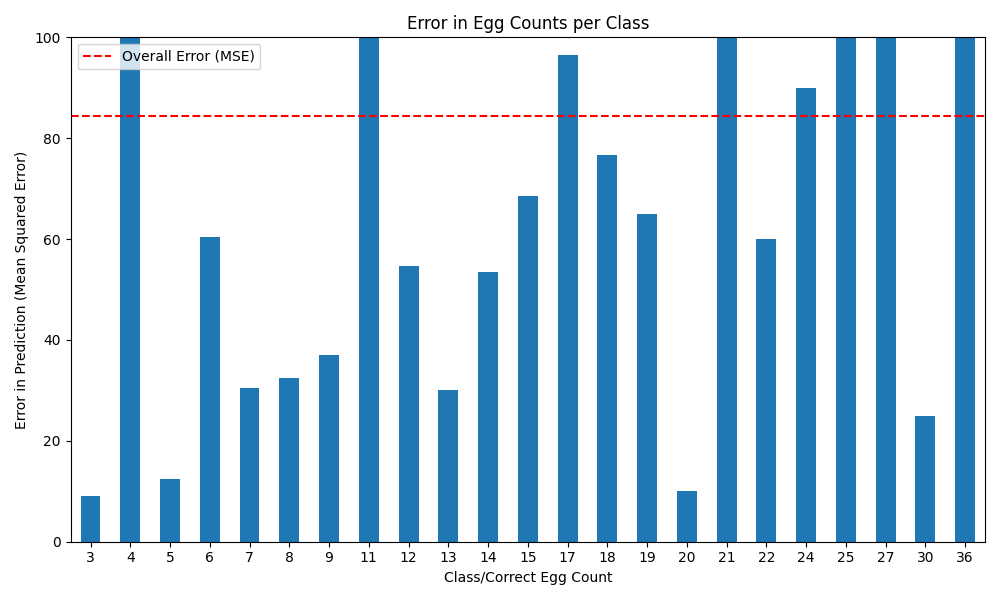 Error in Egg Counts per Class
Overall Error (MSE)
Error in Prediction (Mean Squared Error)
100
80
60
40
20
0
3 4 5 6 7 8 9 11 12 13 14 15 17 18 19 20 21 22 24 25 27 30 36
Class/Correct Egg Count